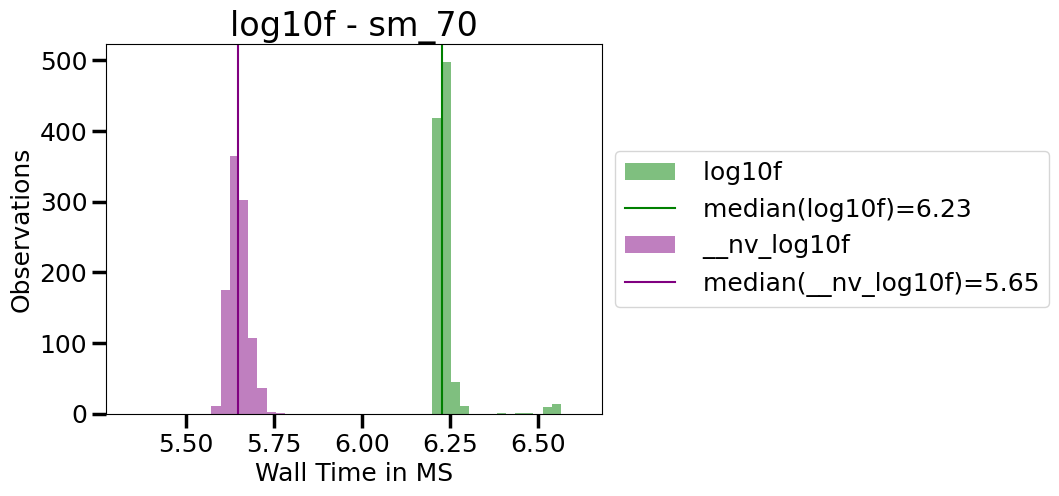 log10f - sm_70
500
400
300
200
100
0
Observations
5.50 5.75 6.00 6.25 6.50
Wall Time in MS
log10f
median(log10f)=6.23
__nv_log10f
median(__nv_log10f)=5.65